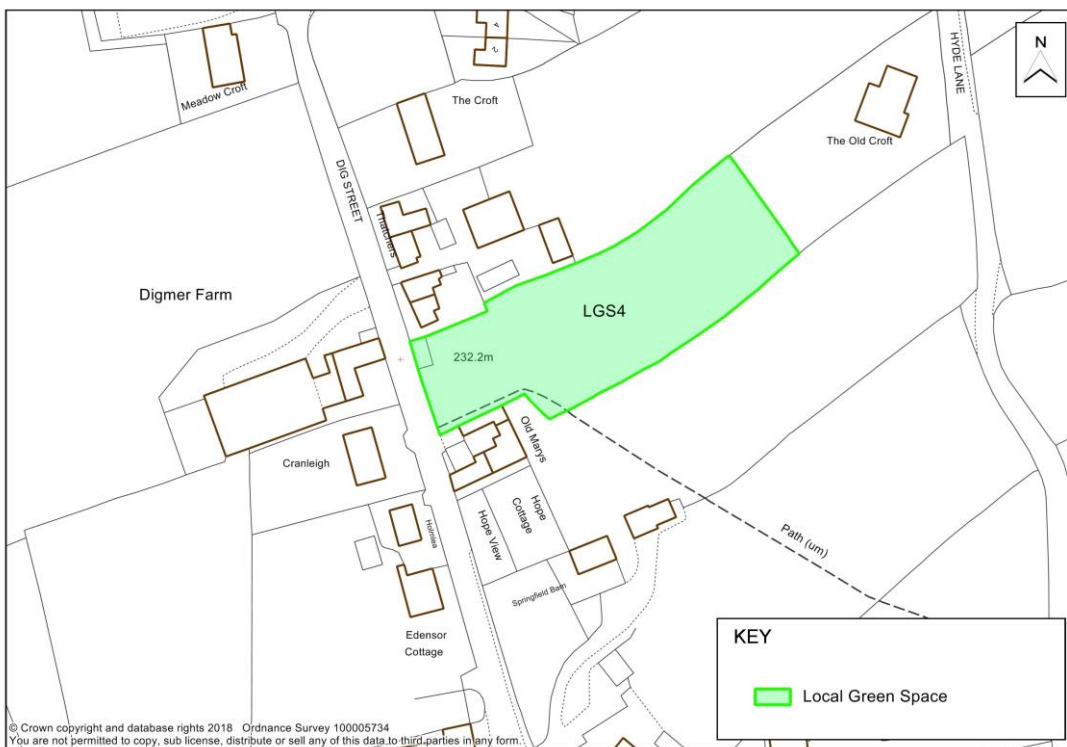 HYDE LANE
N
4
2
Meadow Croft
The Croft
The Old Croft
DIG STREET
Thatchers
Digmer Farm
LGS4
232.2m
Old Marys
Cranleigh
Hope
Cottage
Hope View
Holmlea
Path (um)
Springfield Barn
Edensor
Cottage
KEY
Local Green Space
© Crown copyright and database rights 2018 Ordnance Survey 100005734
You are not permitted to copy, sub license, distribute or sell any of this data to third parties in any form.